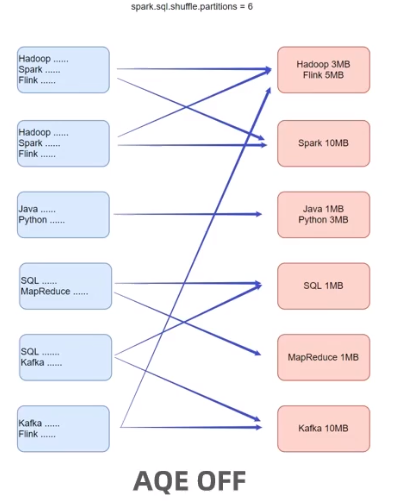 spark.sql.shuffle.partitions = 6
Hadoop ......
Spark ......
Flink ......
Hadoop 3MB
Flink 5MB
Hadoop ......
Spark ......
Flink ......
Spark 10MB
Java ......
Python ......
Java 1MB
Python 3MB
SQL ......
MapReduce ......
SQL 1MB
SQL .......
Kafka ......
MapReduce 1MB
Kafka ......
Flink ......
Kafka 10MB
AQE OFF